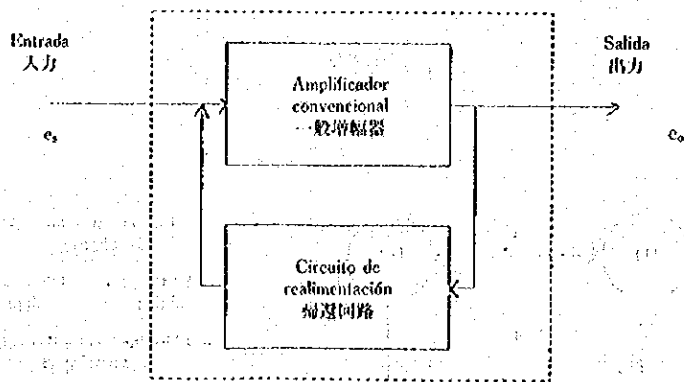 Entrada
入力
e_s
Amplificador
convencional
一般増幅器
Salida
出力
e_o
Circuito de
realimentación
帰還回路